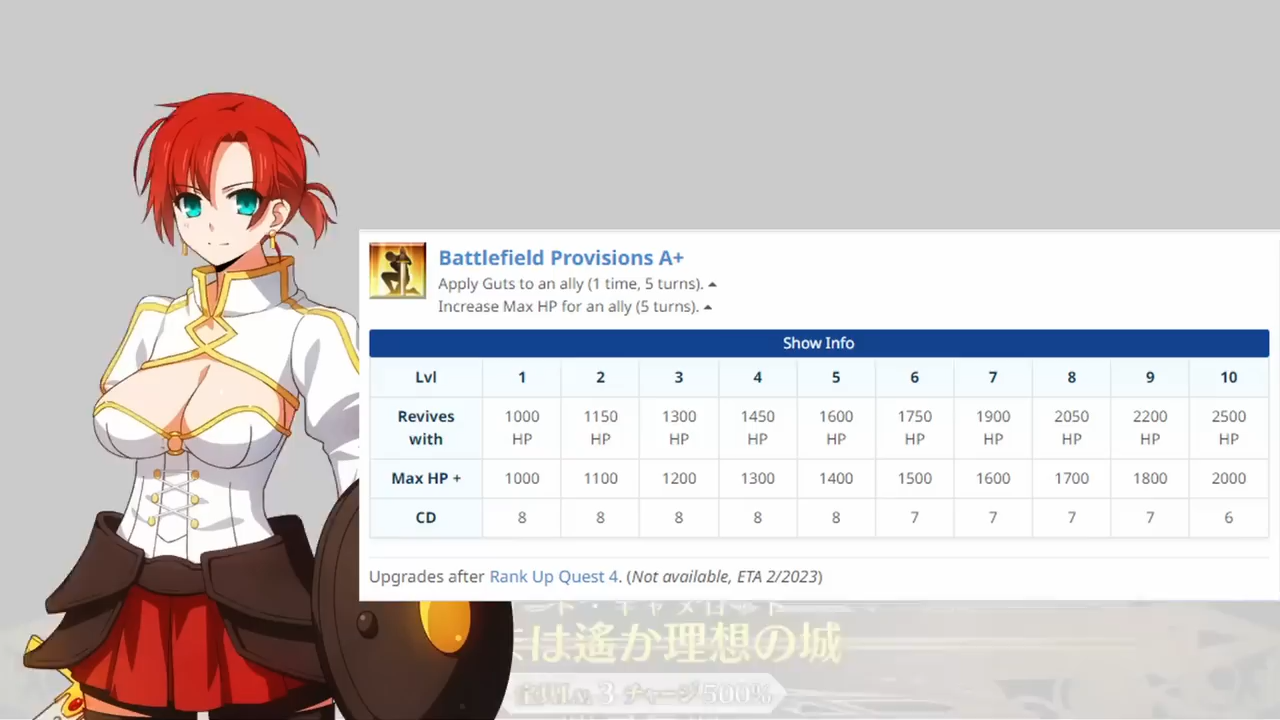 Battlefield Provisions A+
Apply Guts to an ally (1 time, 5 turns).
Increase Max HP for an ally (5 turns).
Show Info
Lvl 1 2 3 4 5 6 7 8 9 10
Revives with 1000 HP 1150 HP 1300 HP 1450 HP 1600 HP 1750 HP 1900 HP 2050 HP 2200 HP 2500 HP
Max HP + 1000 1100 1200 1300 1400 1500 1600 1700 1800 2000
CD 8 8 8 8 8 7 7 7 7 6
Upgrades after Rank Up Quest 4. (Not available, ETA 2/2023)
は遥か理想の城
宝具Lv. 3 チャージ500%